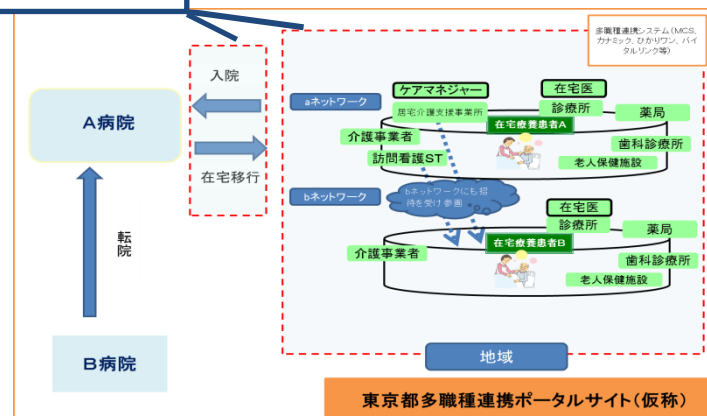 多職種連携システム(MCS、
カナミック、ひかりワン、バイ
タルリンク等)
入院
A病院
在宅移行
転院
B病院
aネットワーク
ケアマネジャー
居宅介護支援事業所
在宅医
診療所
薬局
在宅療養患者A
介護事業者
訪問看護ST
歯科診療所
老人保健施設
bネットワーク
bネットワークにも招
待を受け参画
在宅医
診療所
薬局
在宅療養患者B
介護事業者
歯科診療所
老人保健施設
地域
東京都多職種連携ポータルサイト(仮称)